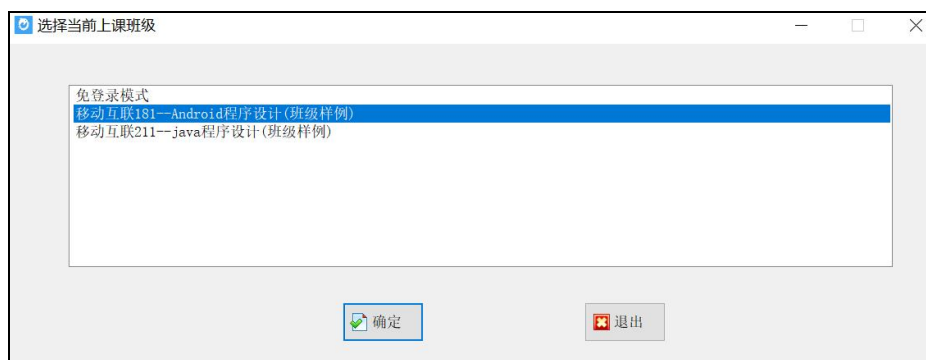 选择当前上课班级
免登录模式
移动互联181--Android程序设计(班级样例)
移动互联211--java程序设计(班级样例)
确定
退出